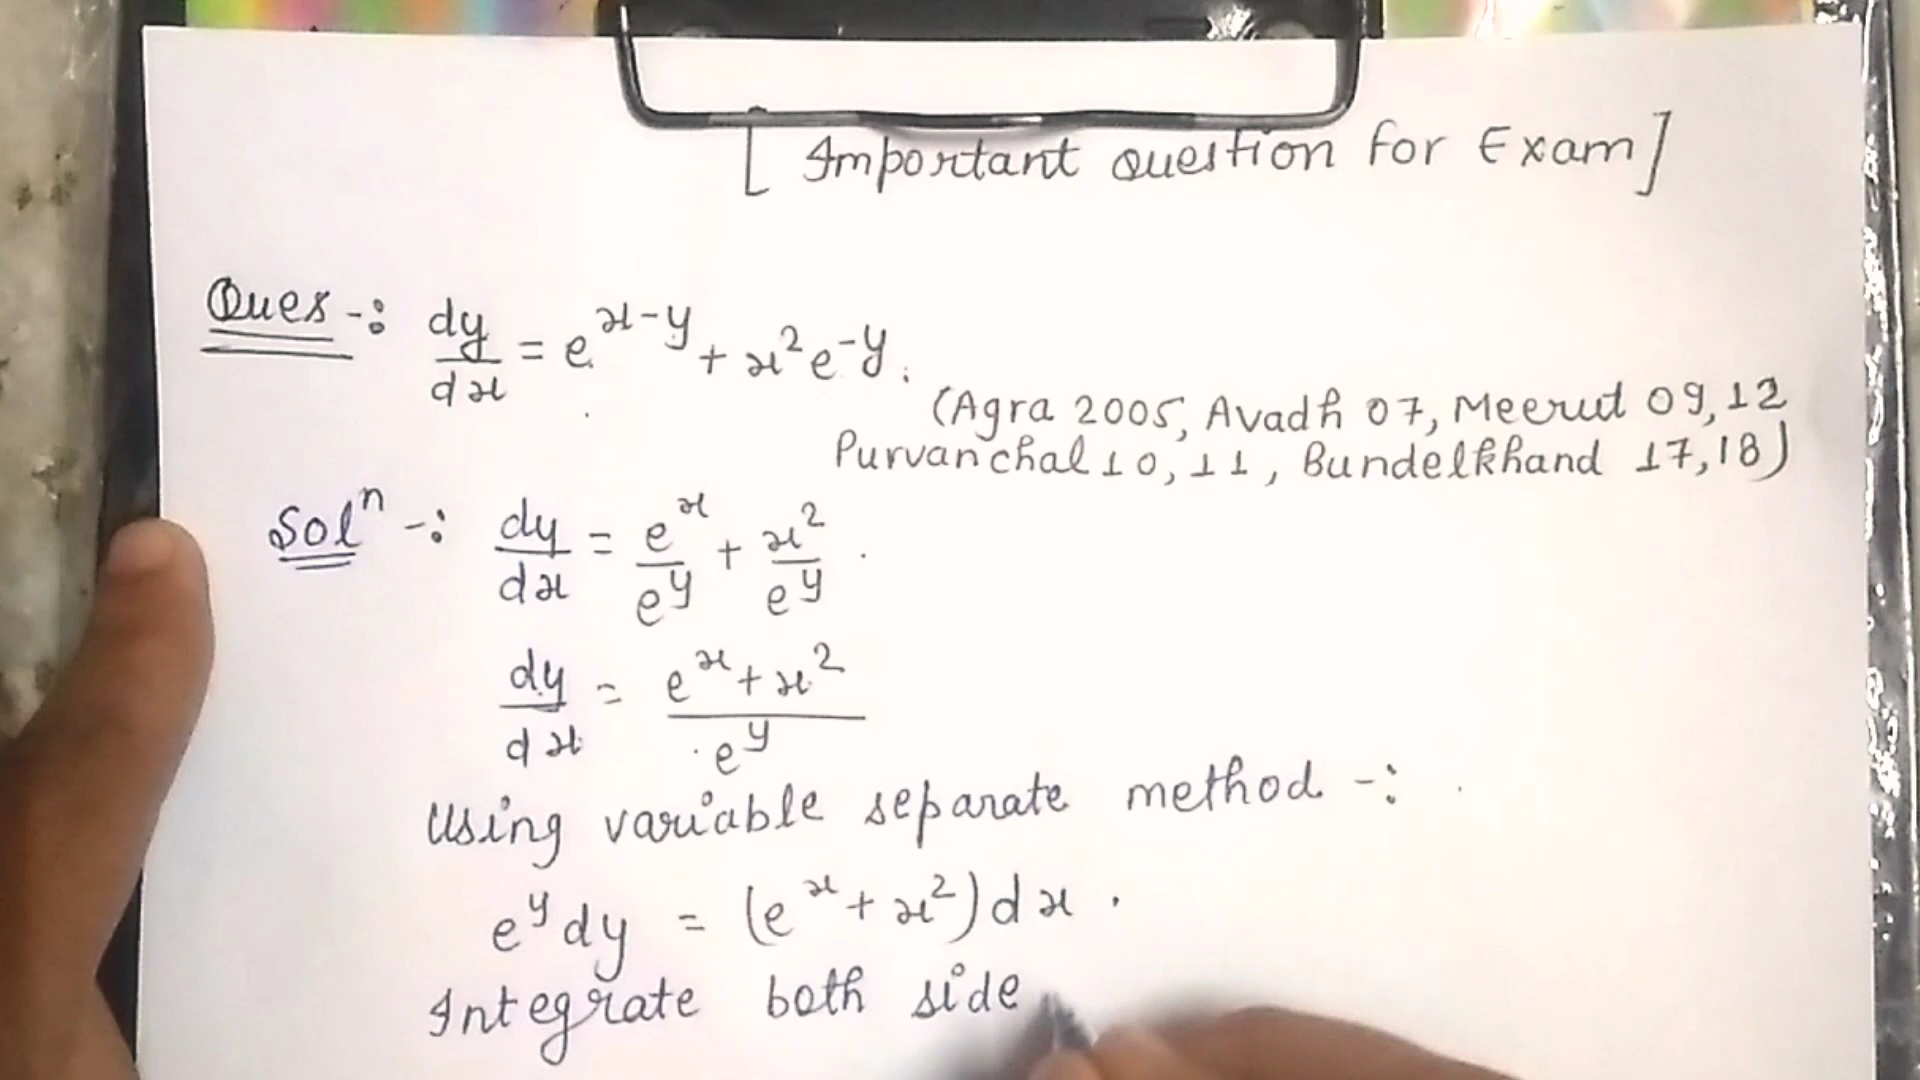 [ Important question for Exam]
Ques -: dy/dx = e^x-y + x²e^-y.
(Agra 2005, Avadh 07, Meerut 09,12
Purvanchal 10, 11, Bundelkhand 17,18)
Solⁿ -: dy/dx = e^x/e^y + x²/e^y .
dy/dx = e^x + x²/e^y
Using variable separate method -:
e^y dy = (e^x + x²) dx .
Integrate both side